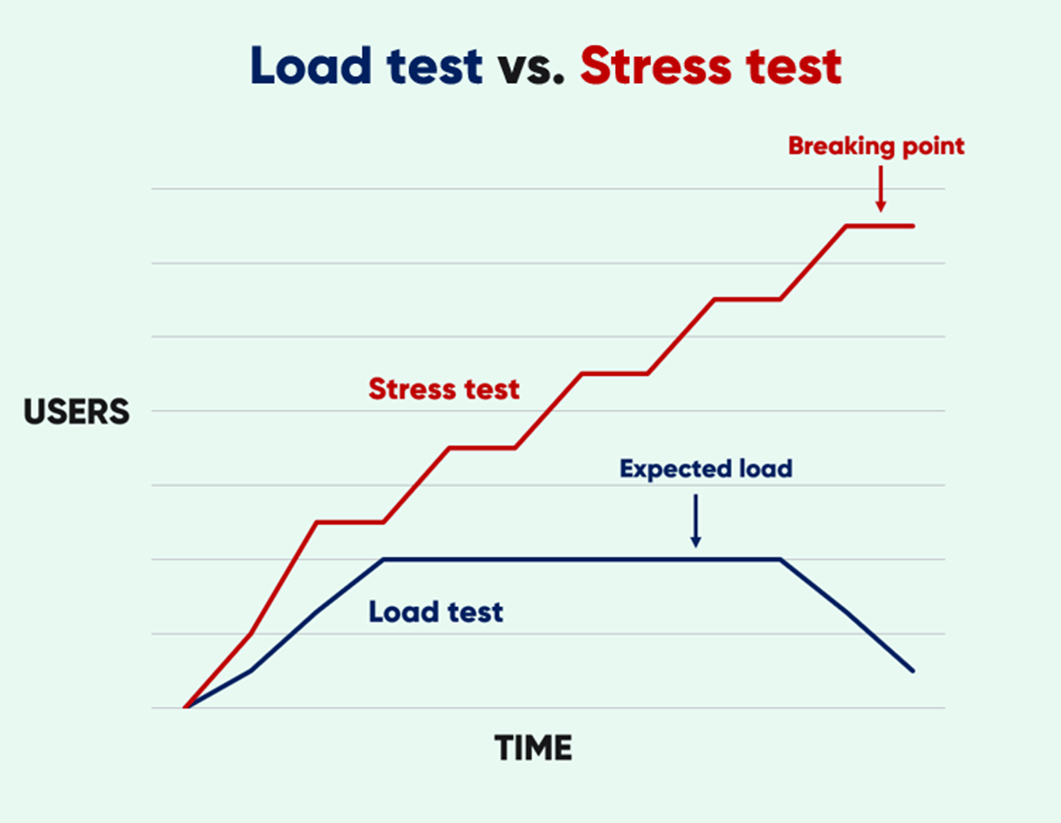 Load test vs. Stress test
Breaking point
Stress test
USERS
Expected load
Load test
TIME